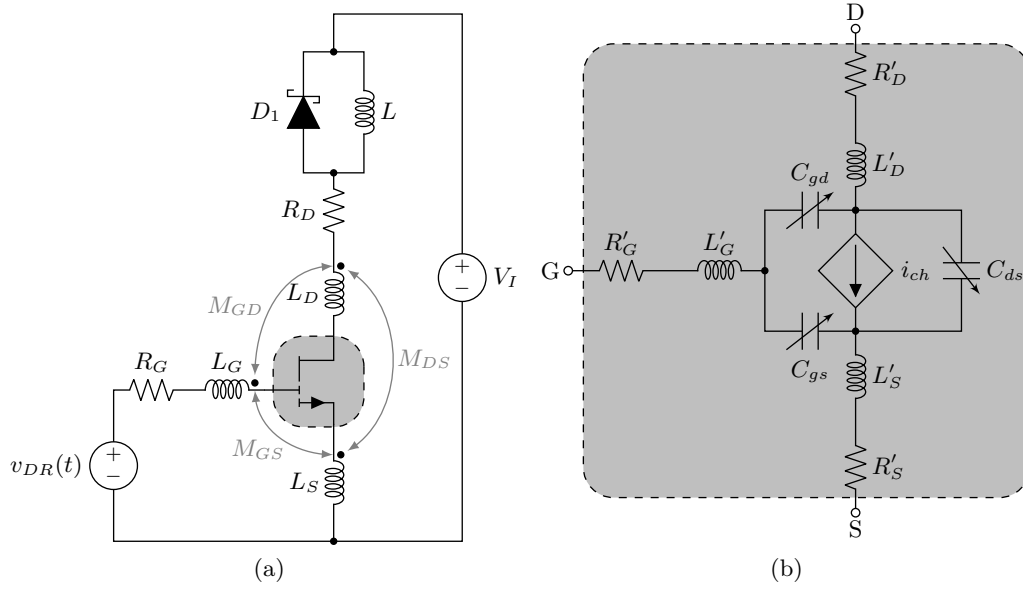 D₁
L
R_D
L_D
M_GD
M_DS
M_GS
R_G
L_G
L_S
v_DR(t)
+
−
V_I
+
−
(a)
D
R′_D
L′_D
C_gd
G
R′_G
L′_G
i_ch
C_ds
C_gs
L′_S
R′_S
S
(b)